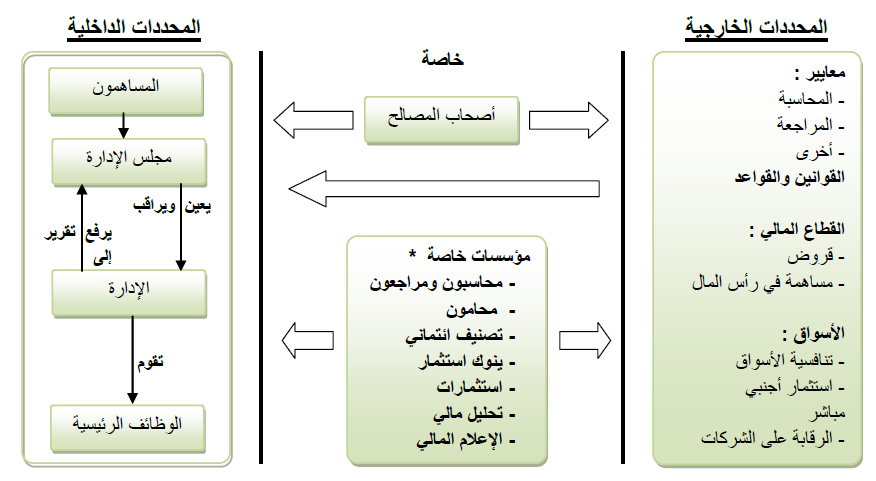 المحددات الخارجية
معايير :
- المحاسبة
- المراجعة
- أخرى
القوانين والقواعد
القطاع المالي :
- قروض
- مساهمة في رأس المال
الأسواق :
- تنافسية الأسواق
- استثمار أجنبي
مباشر
- الرقابة على الشركات
خاصة
أصحاب المصالح
مؤسسات خاصة *
- محاسبون ومراجعون
- محامون
- تصنيف ائتماني
- ينوك استثمار
- استثمارات
- تحليل مالي
- الإعلام المالي
المحددات الداخلية
المساهمون
مجلس الإدارة
يعين ويراقب
يرفع تقرير
إلى
الإدارة
تقوم
الوظائف الرئيسية